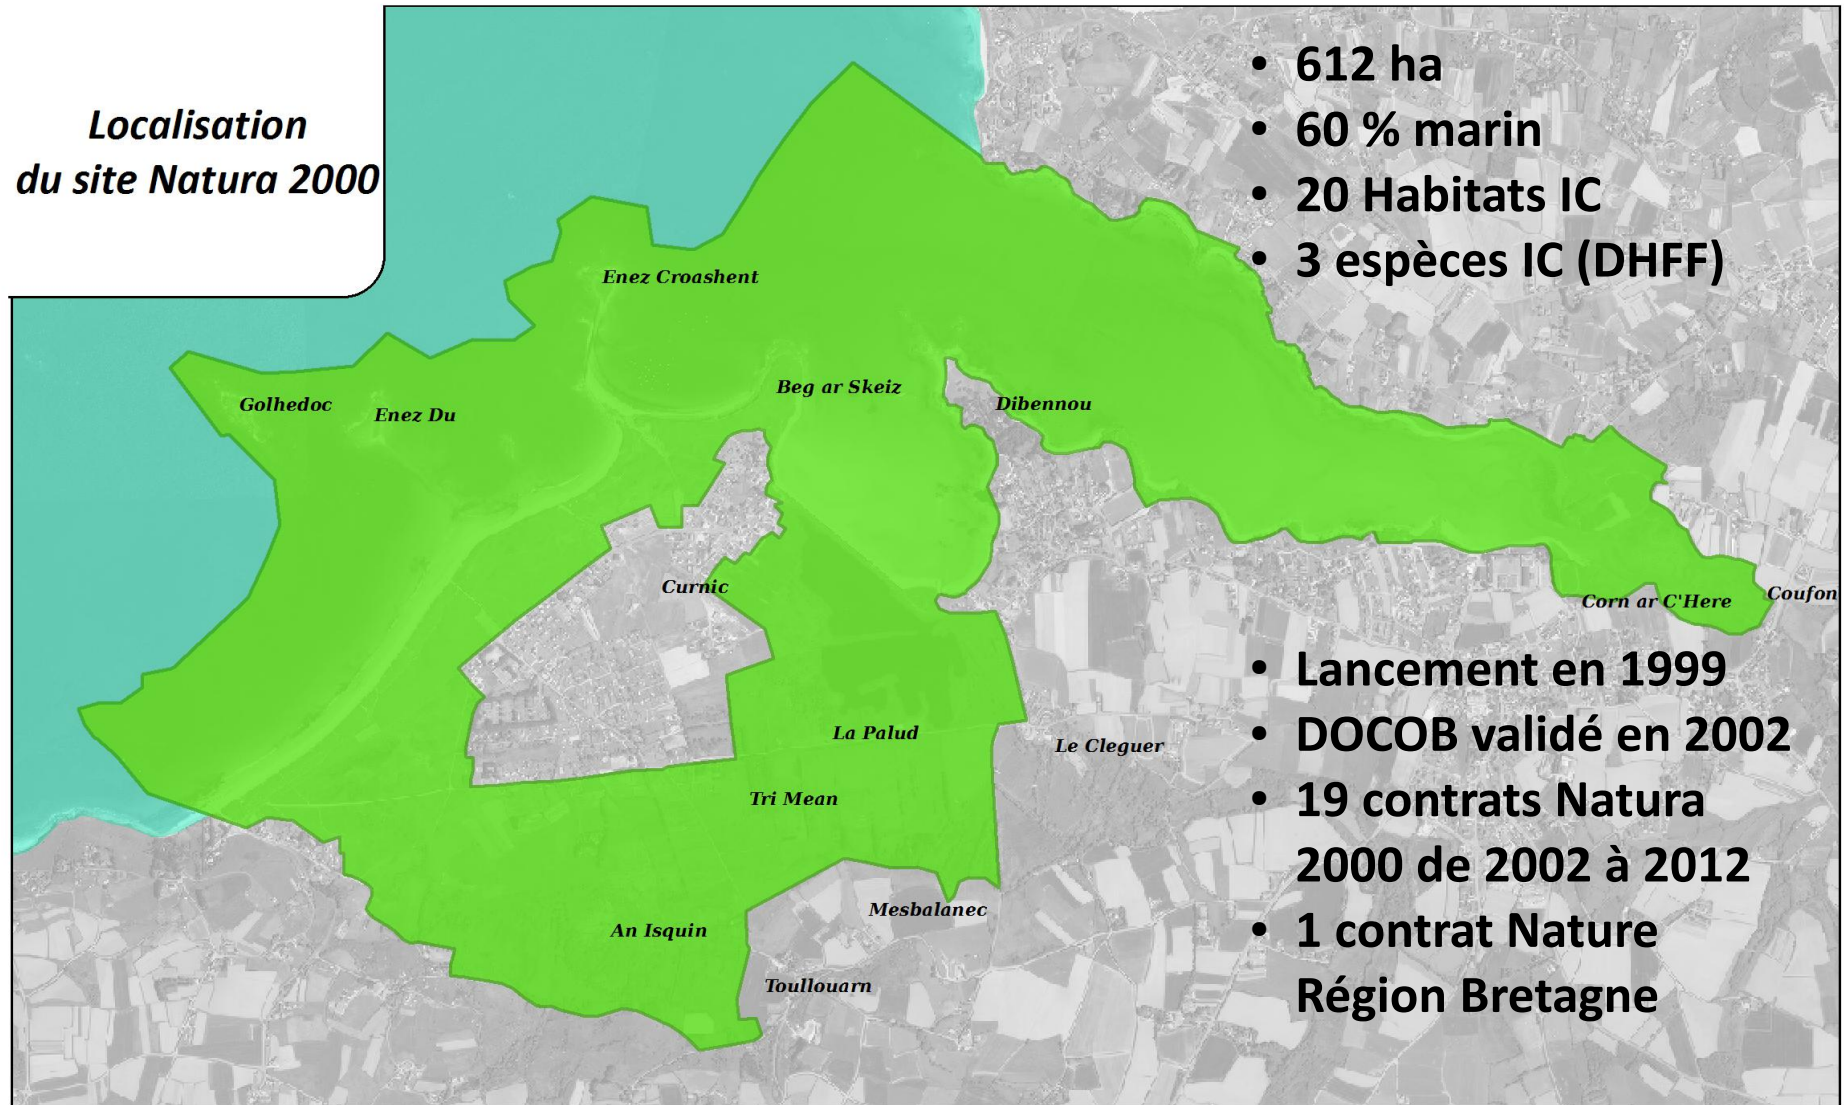 Localisation
du site Natura 2000
• 612 ha
• 60 % marin
• 20 Habitats IC
• 3 espèces IC (DHFF)
Enez Croashent
Beg ar Skeiz
Golhedoc
Enez Du
Dibennou
Curnic
Corn ar C'Here
Coufon
La Palud
Le Cleguer
Tri Mean
Mesbalanec
An Isquin
Toullouarn
• Lancement en 1999
• DOCOB validé en 2002
• 19 contrats Natura
2000 de 2002 à 2012
• 1 contrat Nature
Région Bretagne